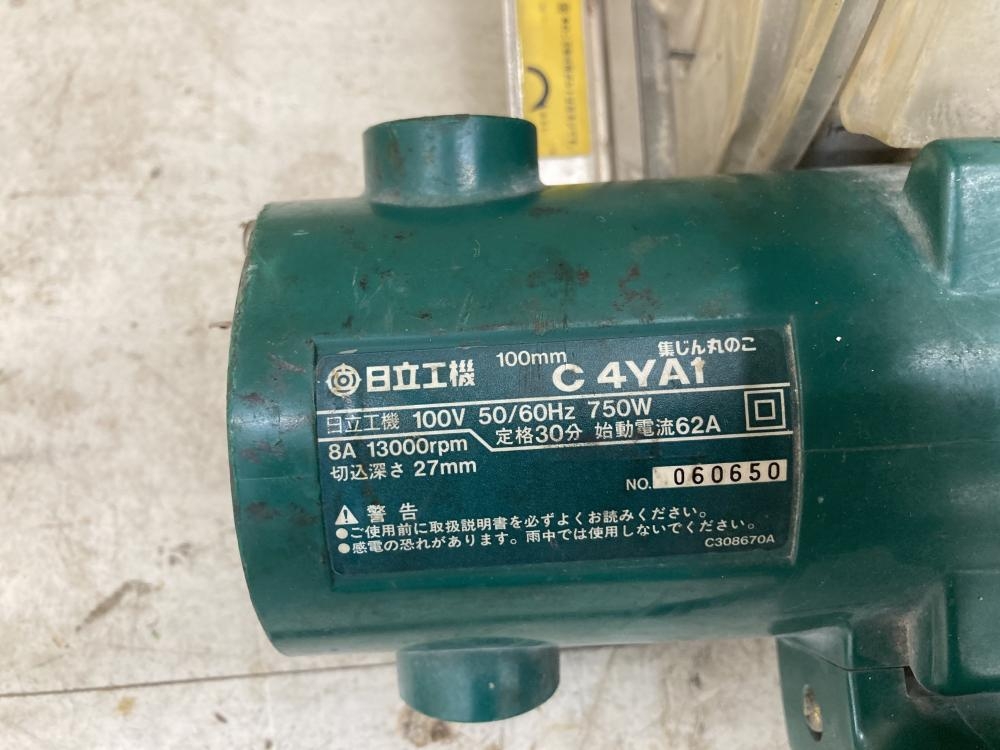 日立工機 100mm 集じん丸のこ
C 4YA1
日立工機 100V 50/60Hz 750W
8A 13000rpm 定格30分 始動電流62A
切込深さ 27mm
NO. 060650
警告
●ご使用前に取扱説明書を必ずよくお読みください。
●感電の恐れがあります。雨中では使用しないでください。
C308670A